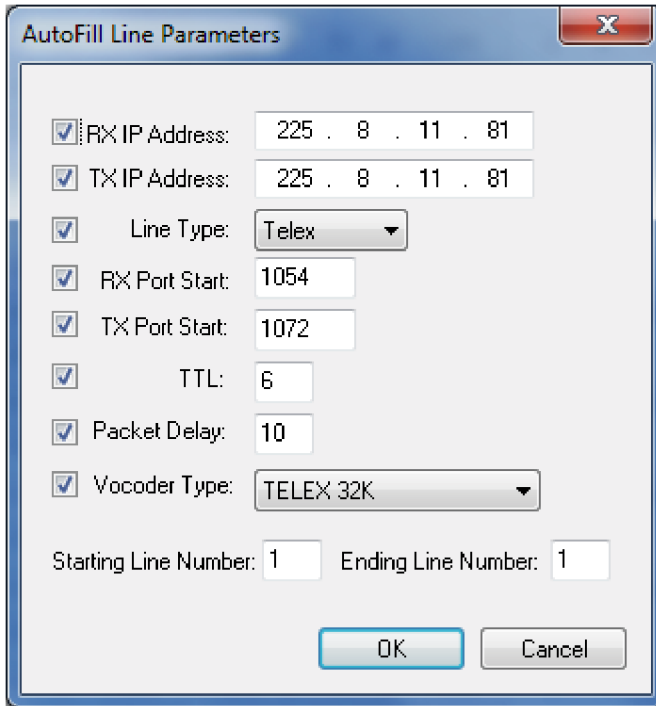 AutoFill Line Parameters
X
RX IP Address: 225 . 8 . 11 . 81
TX IP Address: 225 . 8 . 11 . 81
Line Type: Telex
RX Port Start: 1054
TX Port Start: 1072
TTL: 6
Packet Delay: 10
Vocoder Type: TELEX 32K
Starting Line Number: 1 Ending Line Number: 1
OK Cancel